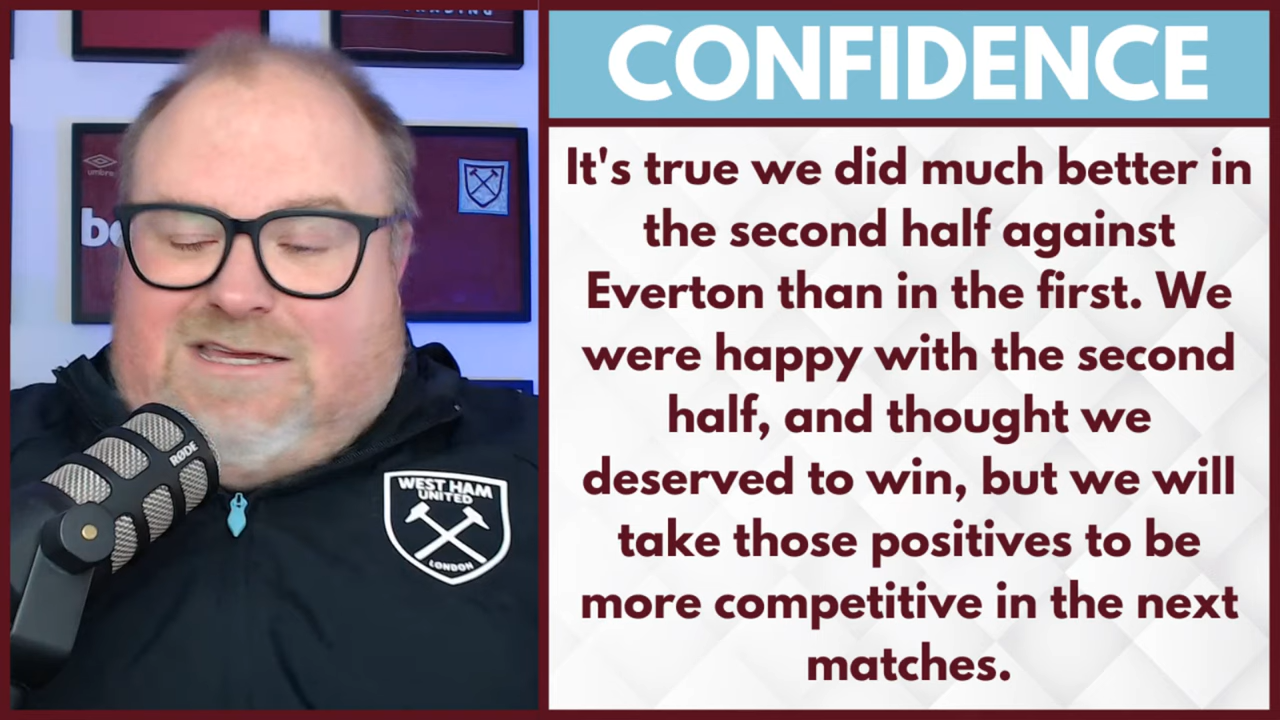 CONFIDENCE
It's true we did much better in
the second half against
Everton than in the first. We
were happy with the second
half, and thought we
deserved to win, but we will
take those positives to be
more competitive in the next
matches.
umbro
be
RØDE
WEST HAM
UNITED
LONDON